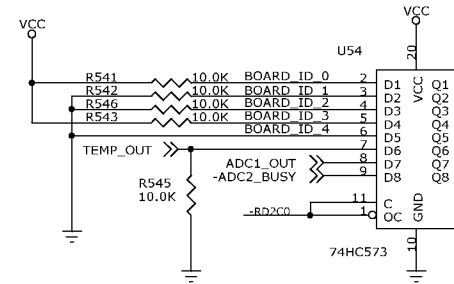 VCC
VCC
U54
20
R541 10.0K BOARD_ID_0 2 D1 VCC Q1
R542 10.0K BOARD_ID_1 3 D2 Q2
R546 10.0K BOARD_ID_2 4 D3 Q3
R543 10.0K BOARD_ID_3 5 D4 Q4
BOARD_ID_4 6 D5 Q5
TEMP_OUT 7 D6 Q6
ADC1_OUT 8 D7 Q7
-ADC2_BUSY 9 D8 Q8
R545
10.0K
11 C GND
-RD2C0 1 OC
10
74HC573